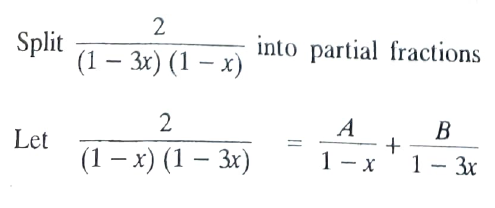 Split 2 / (1 – 3x) (1 – x) into partial fractions
Let 2 / (1 – x) (1 – 3x) = A / 1 – x + B / 1 – 3x